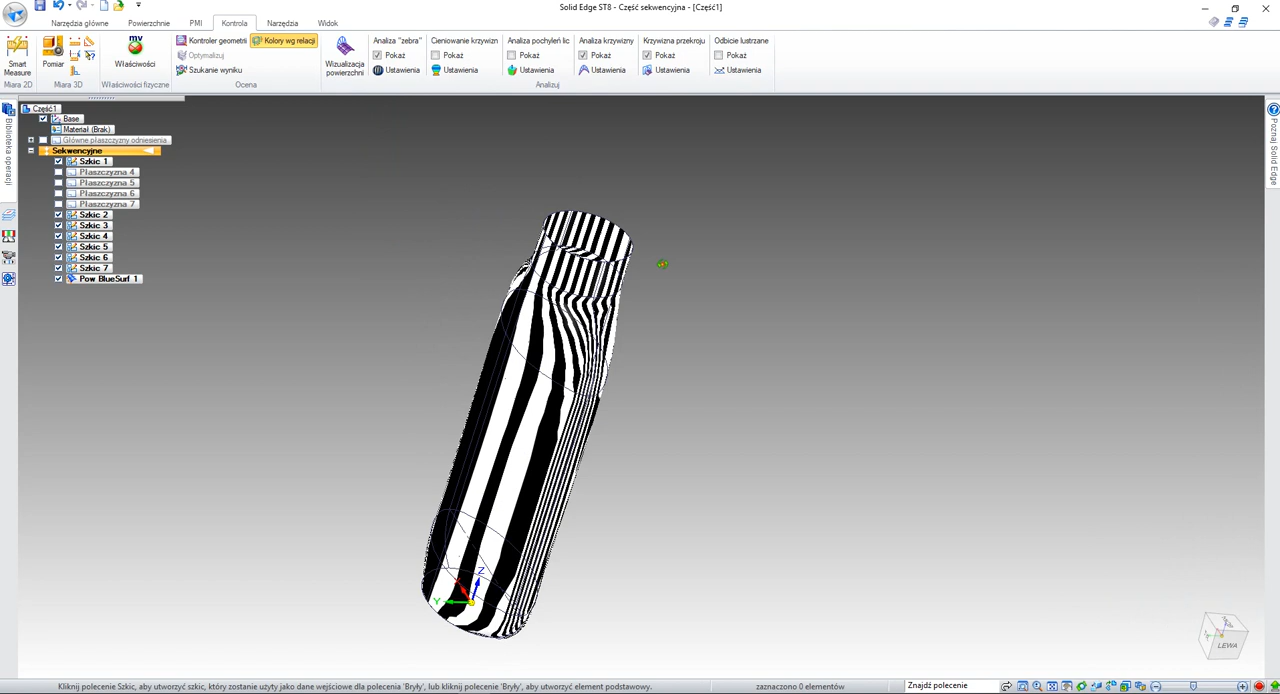 Solid Edge ST8 - Część sekwencyjna - [Część1]
Narzędzia główne Powierzchnie PMI Kontrola Narzędzia Widok
Smart Measure
Miara 2D
Pomiar
Miara 3D
mv
Właściwości
Właściwości fizyczne
Kontroler geometri
Kolory wg relacji
Optymalizuj
Szukanie wyniku
Ocena
Wizualizacja powierzchni
Analiza "zebra"
Pokaż
Ustawienia
Cieniowanie krzywizn
Pokaż
Ustawienia
Analiza pochyleń lic
Pokaż
Ustawienia
Analiza krzywizny
Pokaż
Ustawienia
Krzywizna przekroju
Pokaż
Ustawienia
Odbicie lustrzane
Pokaż
Ustawienia
Analizuj
Biblioteka operacji
Część1
Base
Materiał (Brak)
Główne płaszczyzny odniesienia
Sekwencyjne
Szkic 1
Płaszczyzna 4
Płaszczyzna 5
Płaszczyzna 6
Płaszczyzna 7
Szkic 2
Szkic 3
Szkic 4
Szkic 5
Szkic 6
Szkic 7
Pow BlueSurf 1
Poznaj Solid Edge
Z
Y
LEWA
Kliknij polecenie Szkic, aby utworzyć szkic, który zostanie użyty jako dane wejściowe dla polecenia 'Bryły', lub kliknij polecenie 'Bryły', aby utworzyć element podstawowy.
zaznaczono 0 elementów
Znajdź polecenie